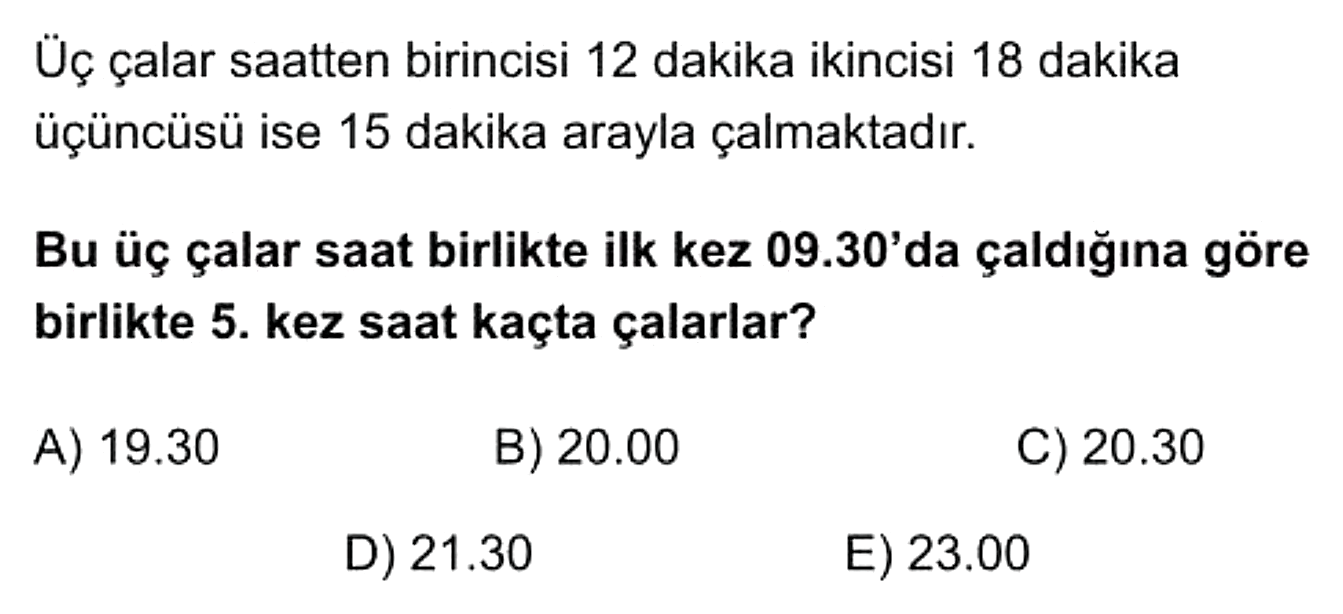 Üç çalar saatten birincisi 12 dakika ikincisi 18 dakika
üçüncüsü ise 15 dakika arayla çalmaktadır.
Bu üç çalar saat birlikte ilk kez 09.30’da çaldığına göre
birlikte 5. kez saat kaçta çalarlar?
A) 19.30 B) 20.00 C) 20.30
D) 21.30 E) 23.00